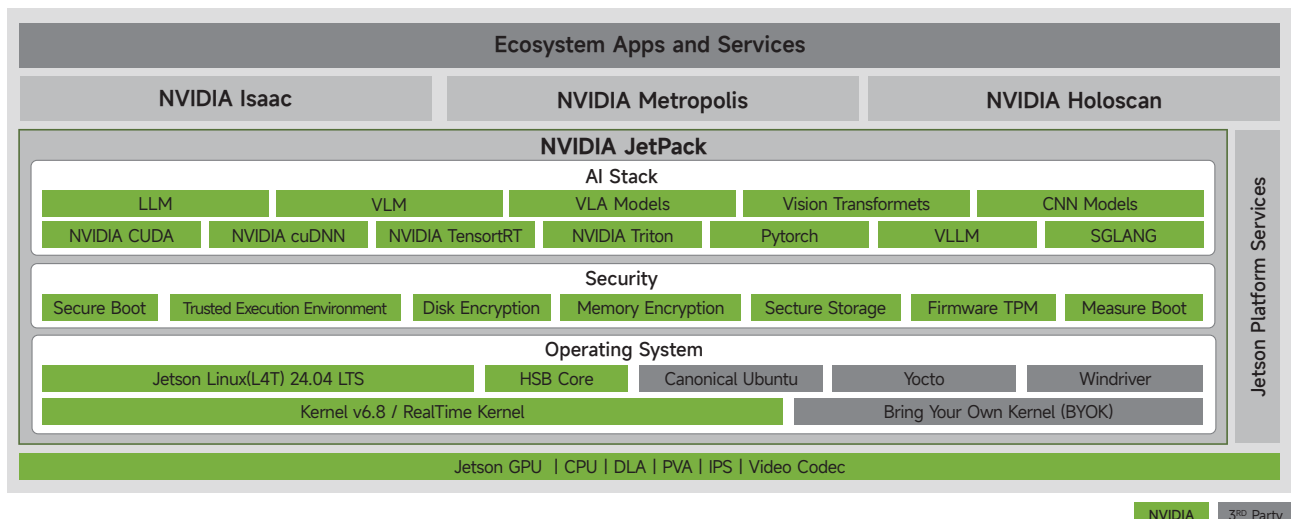 Ecosystem Apps and Services
NVIDIA Isaac
NVIDIA Metropolis
NVIDIA Holoscan
NVIDIA JetPack
AI Stack
LLM
VLM
VLA Models
Vision Transformets
CNN Models
NVIDIA CUDA
NVIDIA cuDNN
NVIDIA TensortRT
NVIDIA Triton
Pytorch
VLLM
SGLANG
Security
Secure Boot
Trusted Execution Environment
Disk Encryption
Memory Encryption
Secture Storage
Firmware TPM
Measure Boot
Operating System
Jetson Linux(L4T) 24.04 LTS
HSB Core
Canonical Ubuntu
Yocto
Windriver
Kernel v6.8 / RealTime Kernel
Bring Your Own Kernel (BYOK)
Jetson Platform Services
Jetson GPU | CPU | DLA | PVA | IPS | Video Codec
NVIDIA
3RD Party